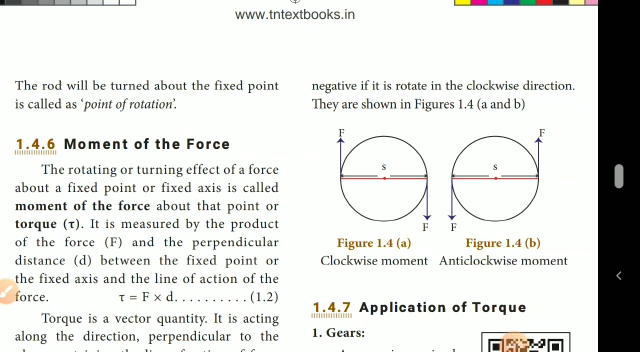 www.tntextbooks.in
The rod will be turned about the fixed point
is called as ‘point of rotation’.
1.4.6 Moment of the Force
The rotating or turning effect of a force
about a fixed point or fixed axis is called
moment of the force about that point or
torque (τ). It is measured by the product
of the force (F) and the perpendicular
distance (d) between the fixed point or
the fixed axis and the line of action of the
force. τ = F × d. . . . . . . . . . (1.2)
Torque is a vector quantity. It is acting
along the direction, perpendicular to the
negative if it is rotate in the clockwise direction.
They are shown in Figures 1.4 (a and b)
F
s
F
Figure 1.4 (a)
Clockwise moment
F
s
F
Figure 1.4 (b)
Anticlockwise moment
1.4.7 Application of Torque
1. Gears: